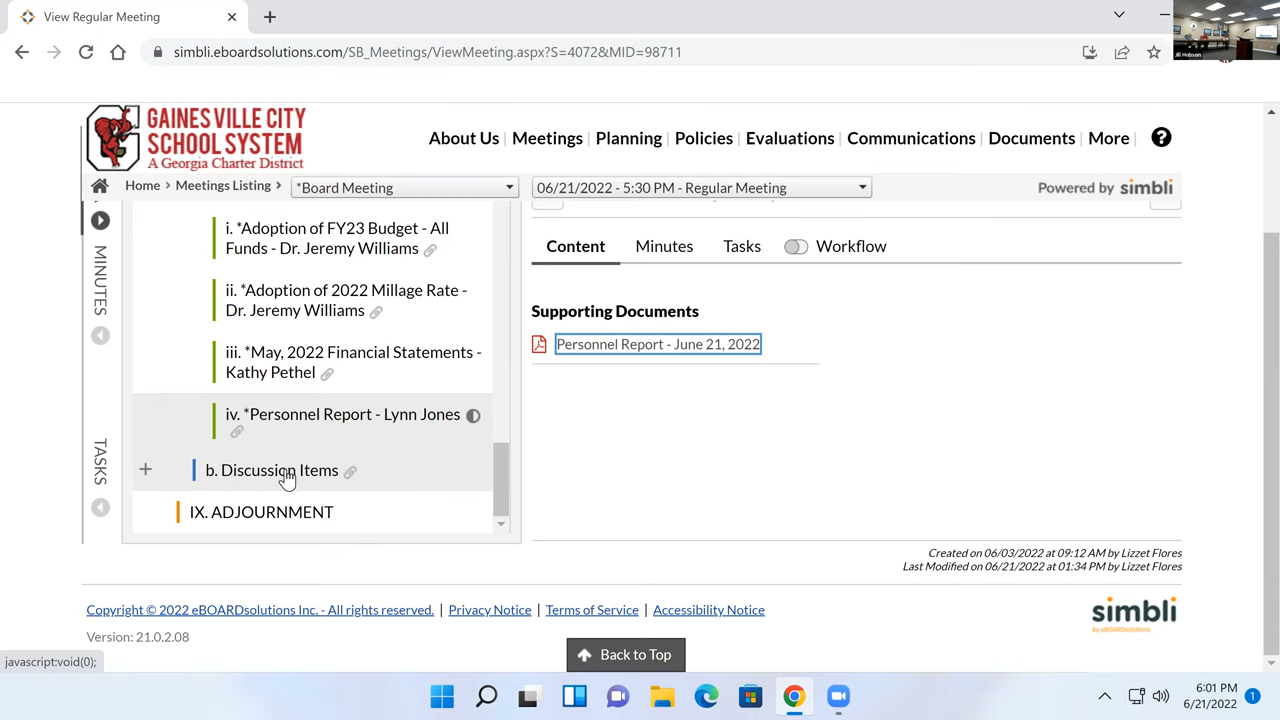 View Regular Meeting
simbli.eboardsolutions.com/SB_Meetings/ViewMeeting.aspx?S=4072&MID=98711
Jill Hobson
GAINESVILLE CITY
SCHOOL SYSTEM
A Georgia Charter District
About Us | Meetings | Planning | Policies | Evaluations | Communications | Documents | More | ?
Home > Meetings Listing > *Board Meeting 06/21/2022 - 5:30 PM - Regular Meeting Powered by simbli
MINUTES
TASKS
i. *Adoption of FY23 Budget - All
Funds - Dr. Jeremy Williams
ii. *Adoption of 2022 Millage Rate -
Dr. Jeremy Williams
iii. *May, 2022 Financial Statements -
Kathy Pethel
iv. *Personnel Report - Lynn Jones
b. Discussion Items
IX. ADJOURNMENT
Content Minutes Tasks Workflow
Supporting Documents
Personnel Report - June 21, 2022
Created on 06/03/2022 at 09:12 AM by Lizzet Flores
Last Modified on 06/21/2022 at 01:34 PM by Lizzet Flores
Copyright © 2022 eBOARDsolutions Inc. - All rights reserved. | Privacy Notice | Terms of Service | Accessibility Notice
simbli
by eBOARDsolutions
Version: 21.0.2.08
Back to Top
javascript:void(0);
6:01 PM
6/21/2022
1